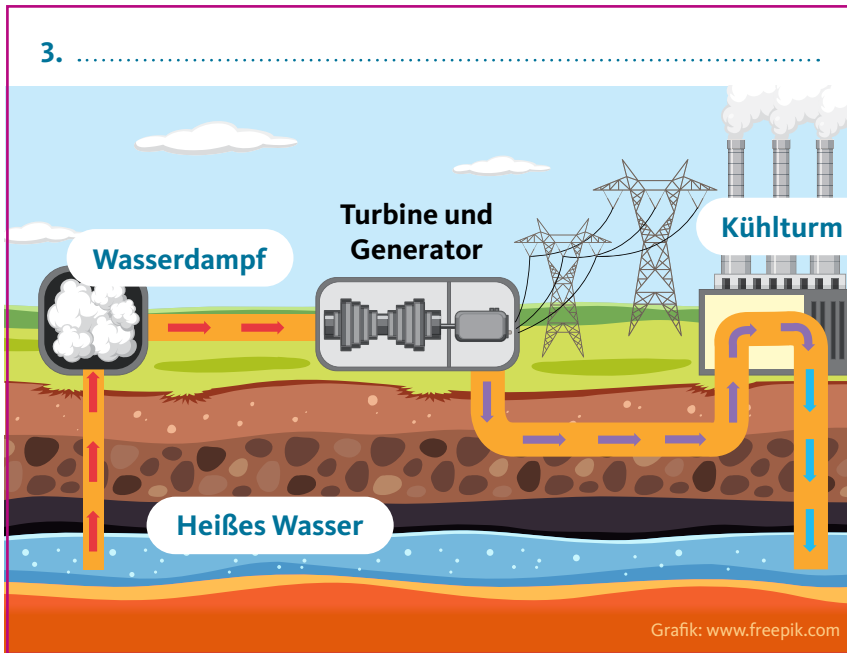 3. ................................................................................
Turbine und
Generator
Wasserdampf
Kühlturm
Heißes Wasser
Grafik: www.freepik.com